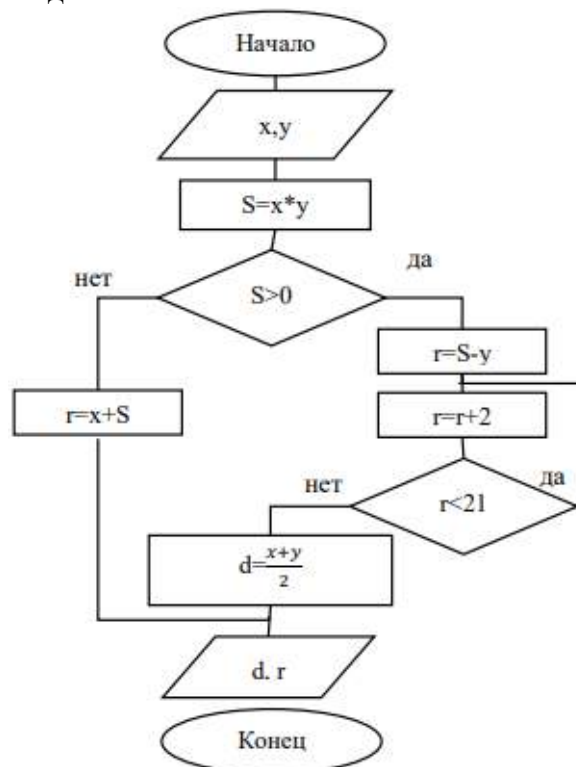 Начало
x,y
S=x*y
нет
да
S>0
r=S-y
r=x+S
r=r+2
нет
да
r<21
d=x+y/2
d. r
Конец